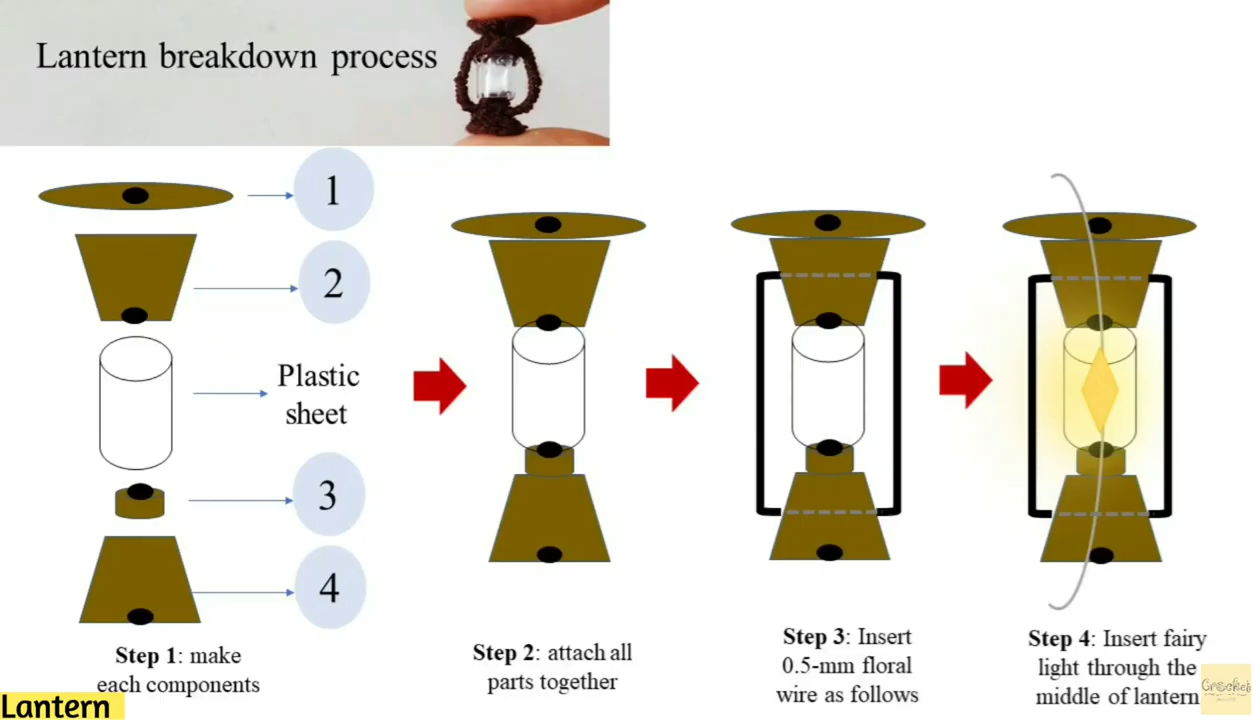 Lantern breakdown process
1
2
Plastic
sheet
3
4
Step 1: make
each components
Step 2: attach all
parts together
Step 3: Insert
0.5-mm floral
wire as follows
Step 4: Insert fairy
light through the
middle of lantern
Lantern
Crochet